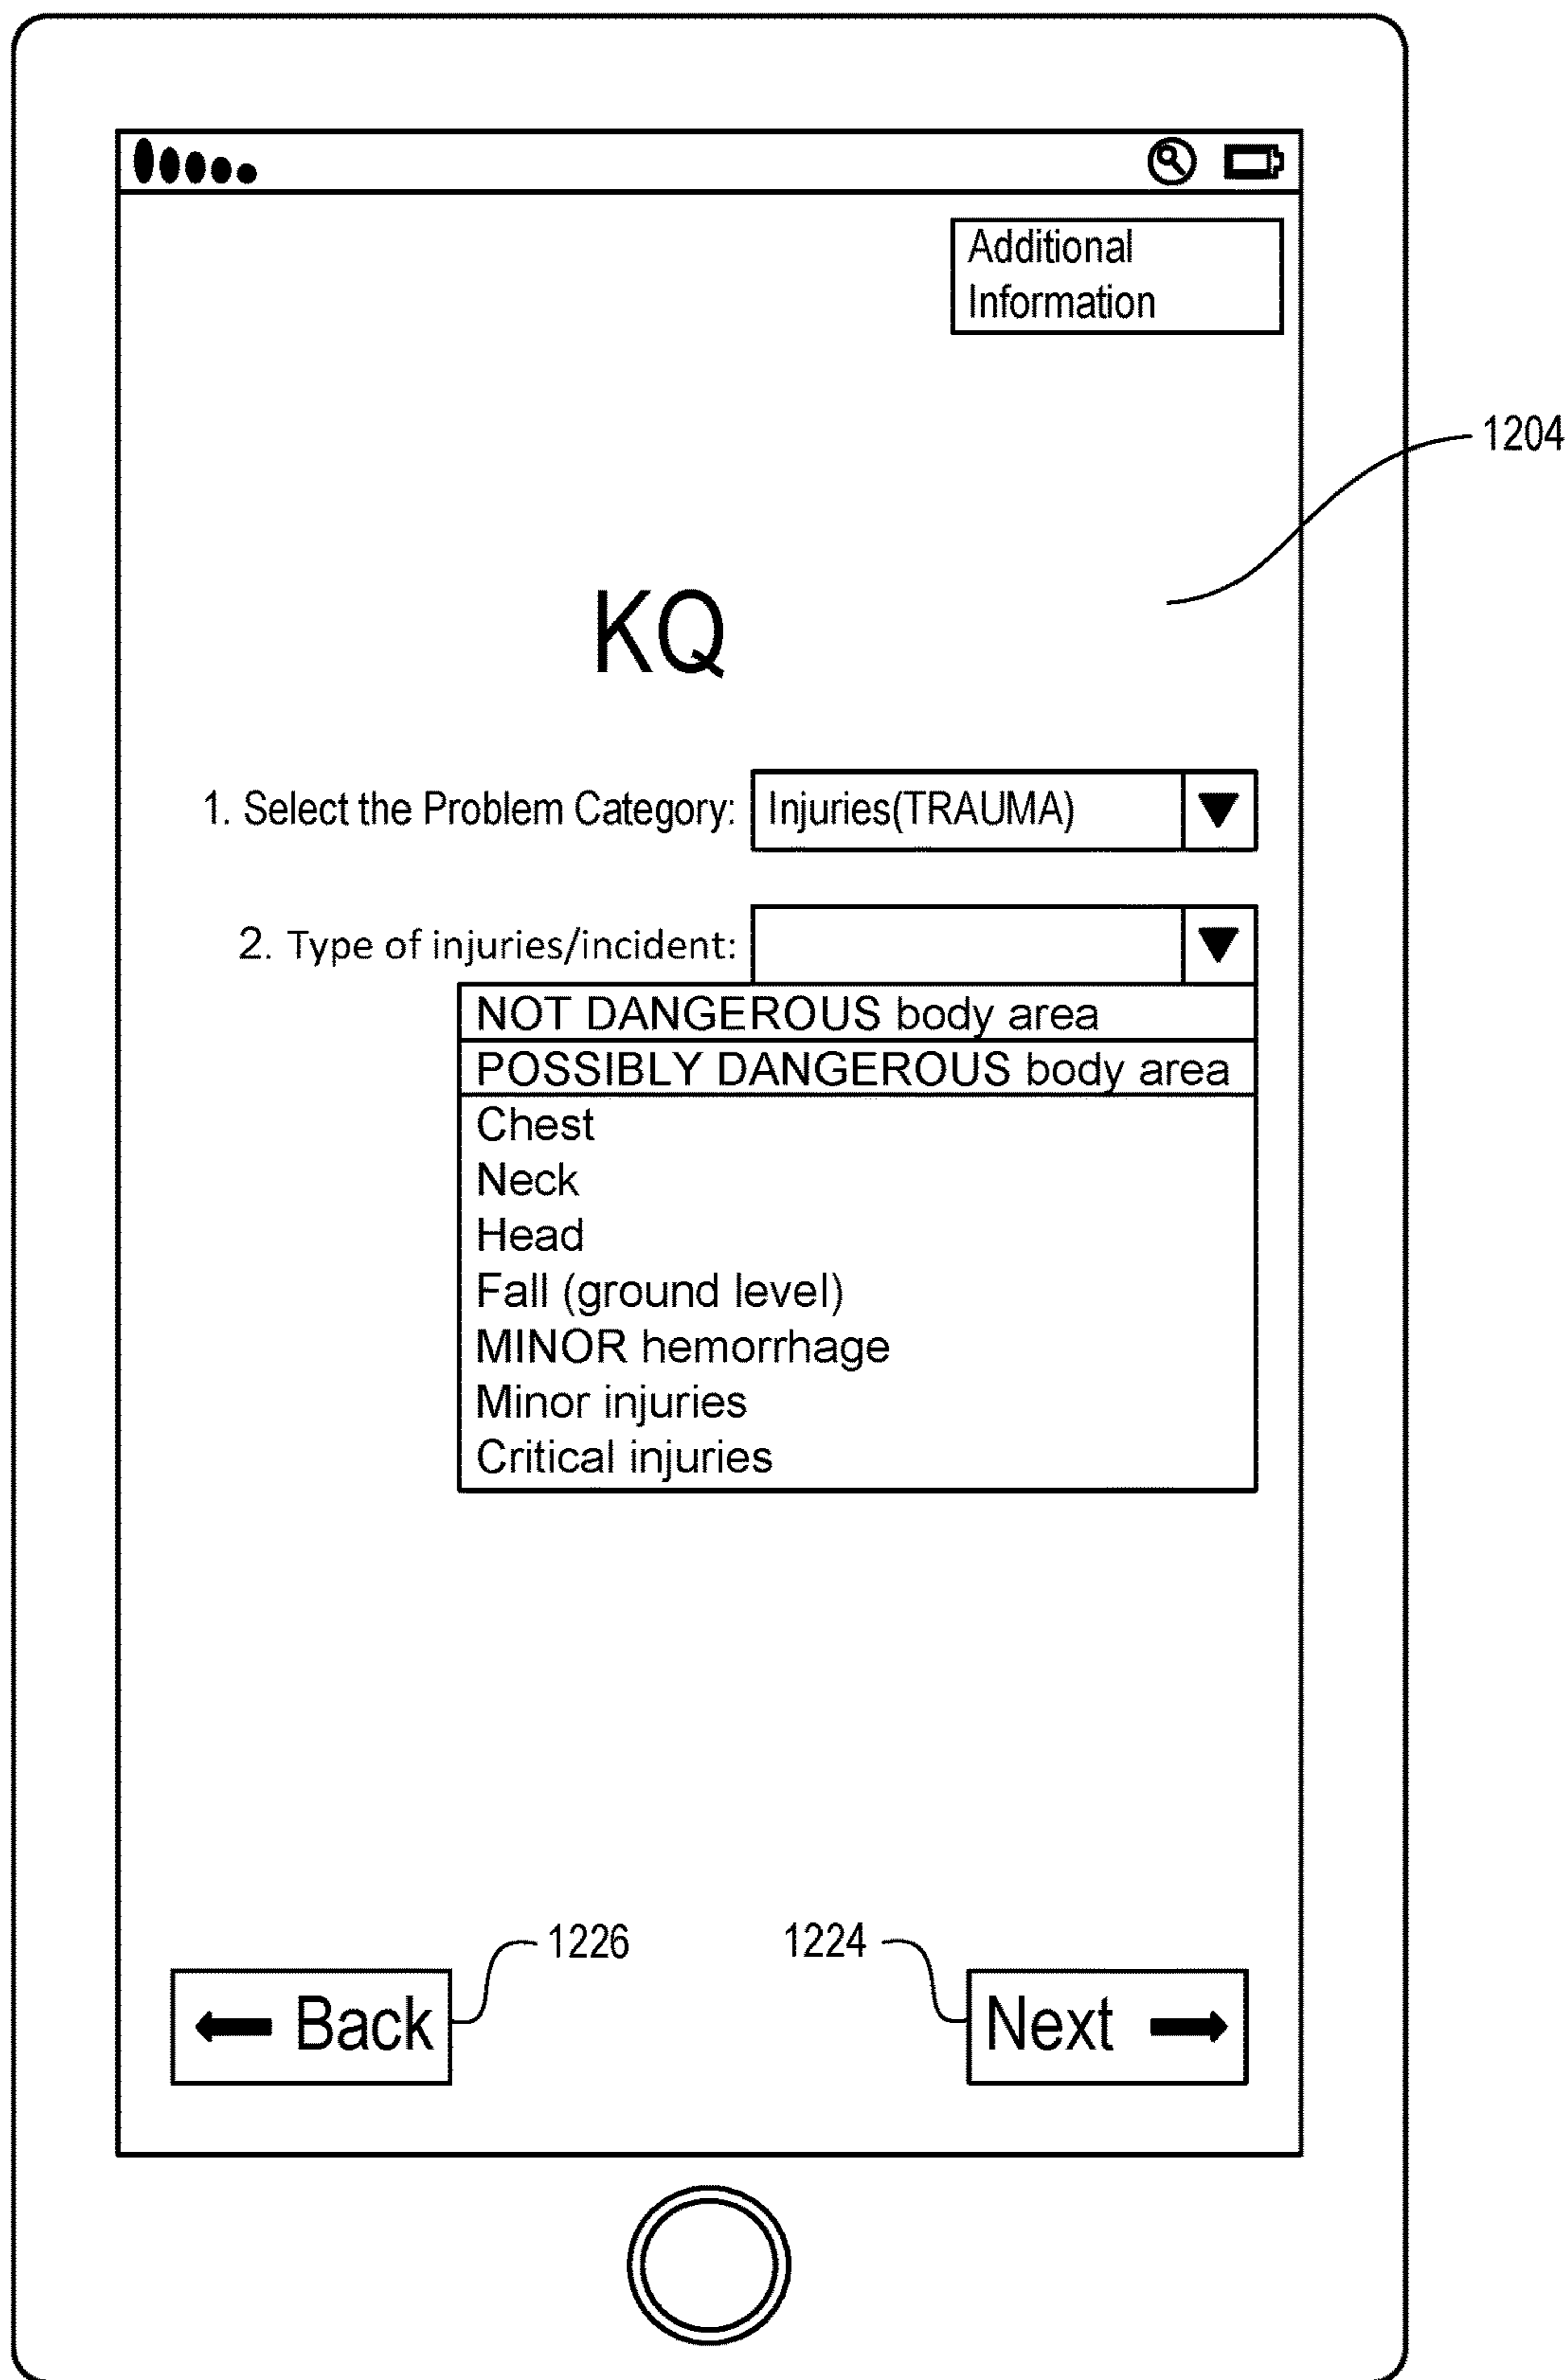 Additional
Information
1204
KQ
1. Select the Problem Category: Injuries(TRAUMA)
2. Type of injuries/incident:
NOT DANGEROUS body area
POSSIBLY DANGEROUS body area
Chest
Neck
Head
Fall (ground level)
MINOR hemorrhage
Minor injuries
Critical injuries
1226 1224
Back Next